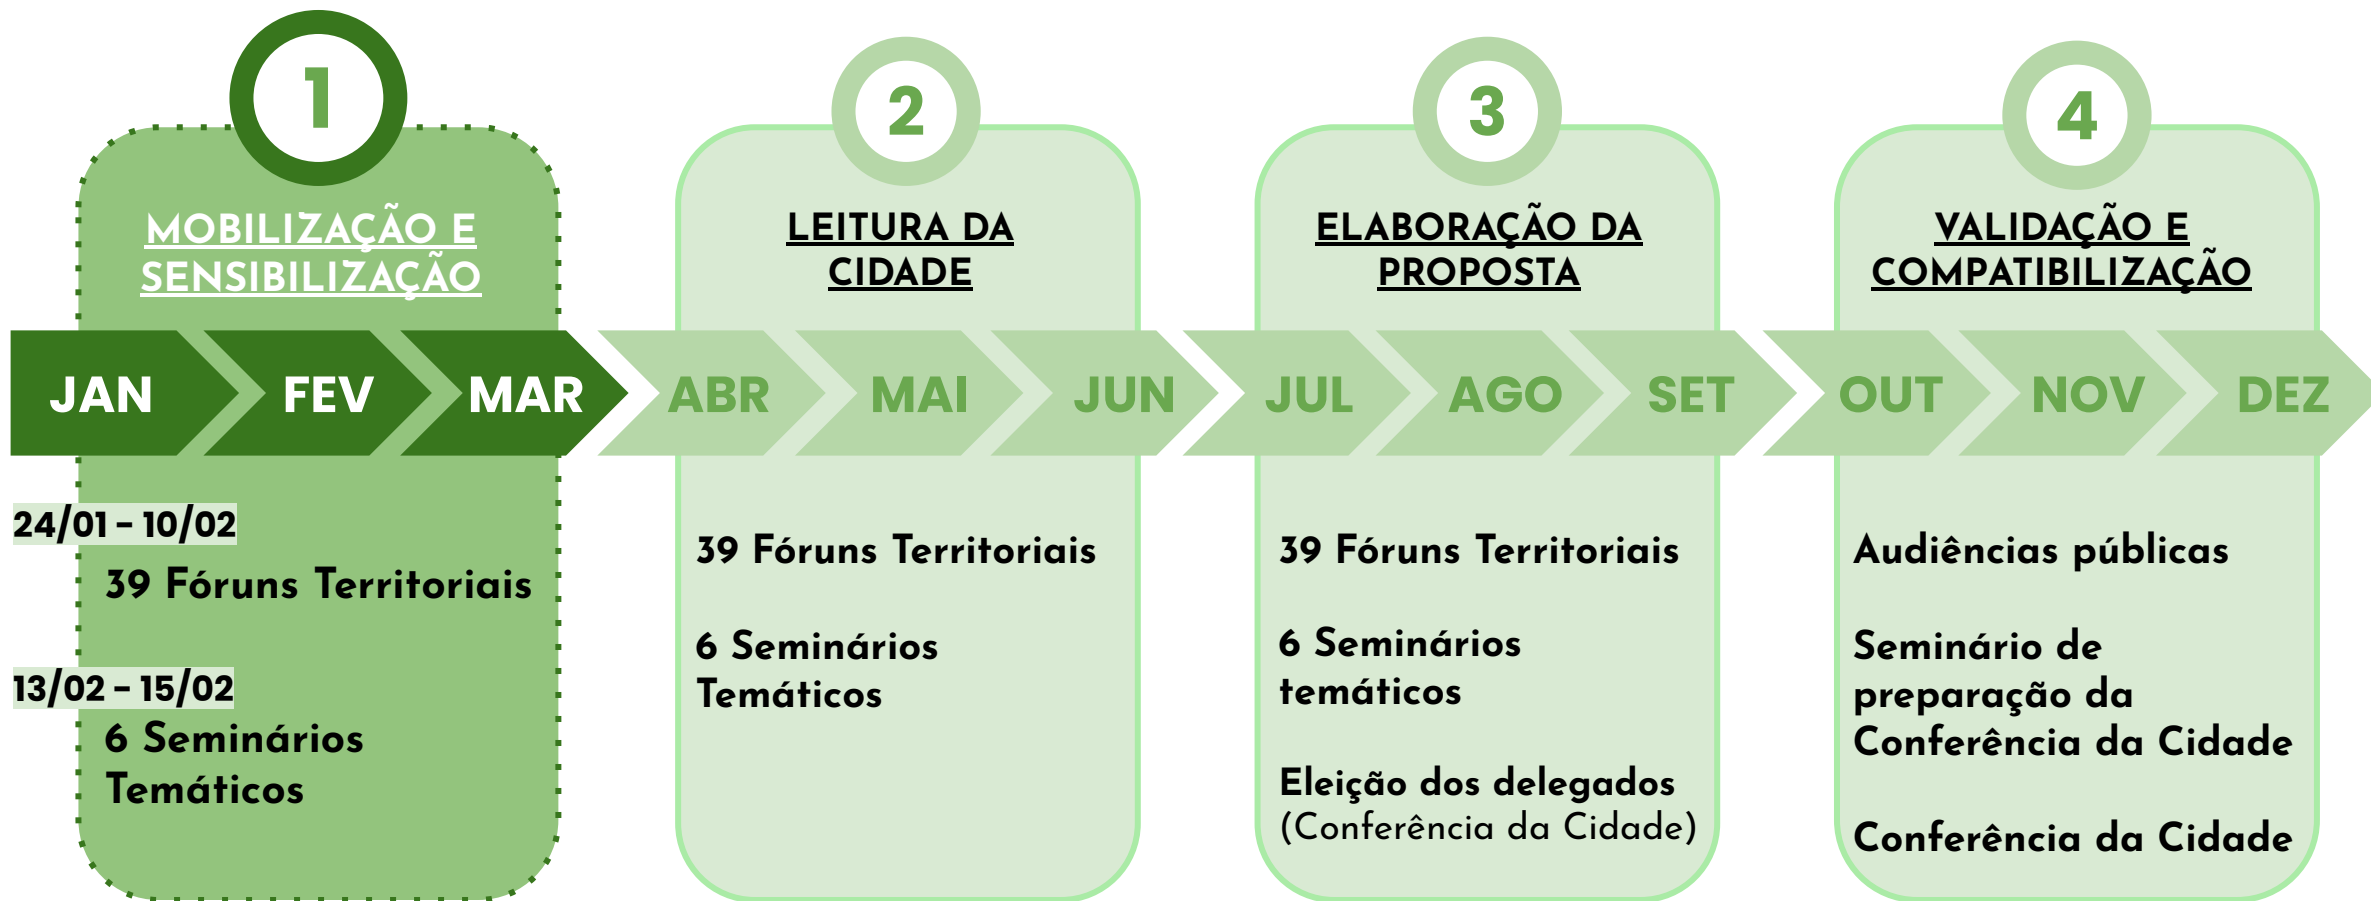 1
MOBILIZAÇÃO E
SENSIBILIZAÇÃO
2
LEITURA DA
CIDADE
3
ELABORAÇÃO DA
PROPOSTA
4
VALIDAÇÃO E
COMPATIBILIZAÇÃO
JAN FEV MAR ABR MAI JUN JUL AGO SET OUT NOV DEZ
24/01 – 10/02
39 Fóruns Territoriais
13/02 – 15/02
6 Seminários
Temáticos
39 Fóruns Territoriais
6 Seminários
Temáticos
39 Fóruns Territoriais
6 Seminários
temáticos
Eleição dos delegados
(Conferência da Cidade)
Audiências públicas
Seminário de
preparação da
Conferência da Cidade
Conferência da Cidade